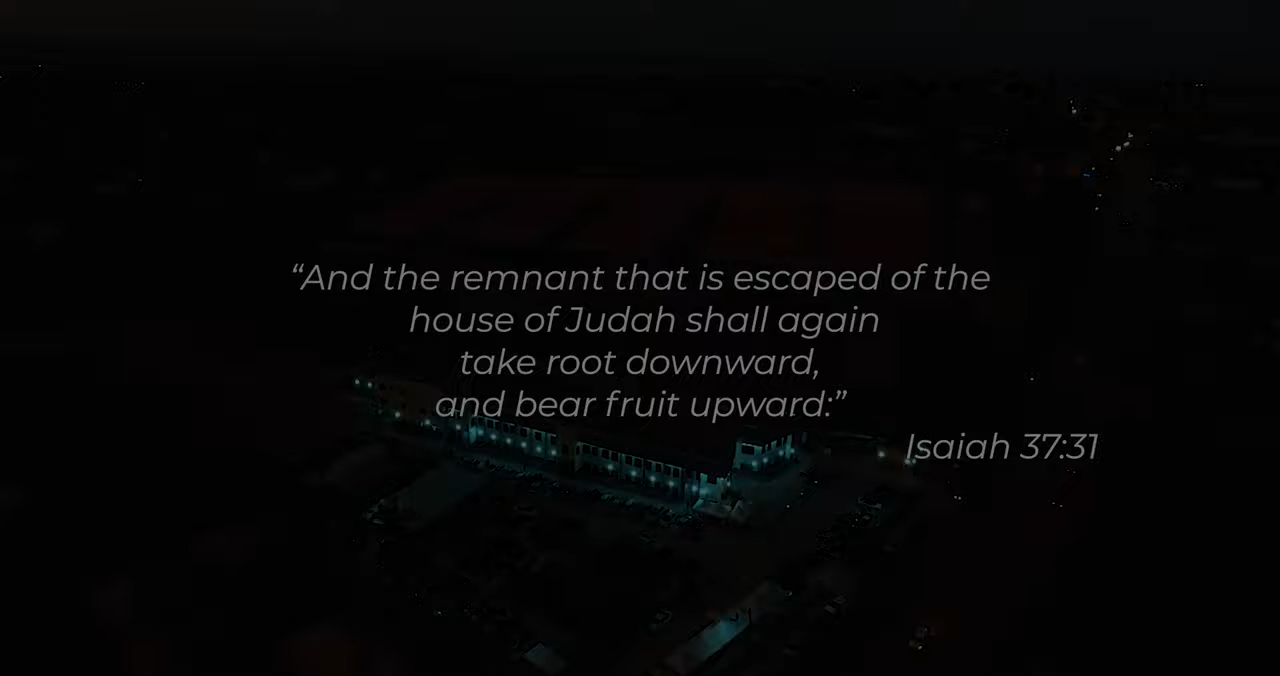 “And the remnant that is escaped of the
house of Judah shall again
take root downward,
and bear fruit upward:”
Isaiah 37:31